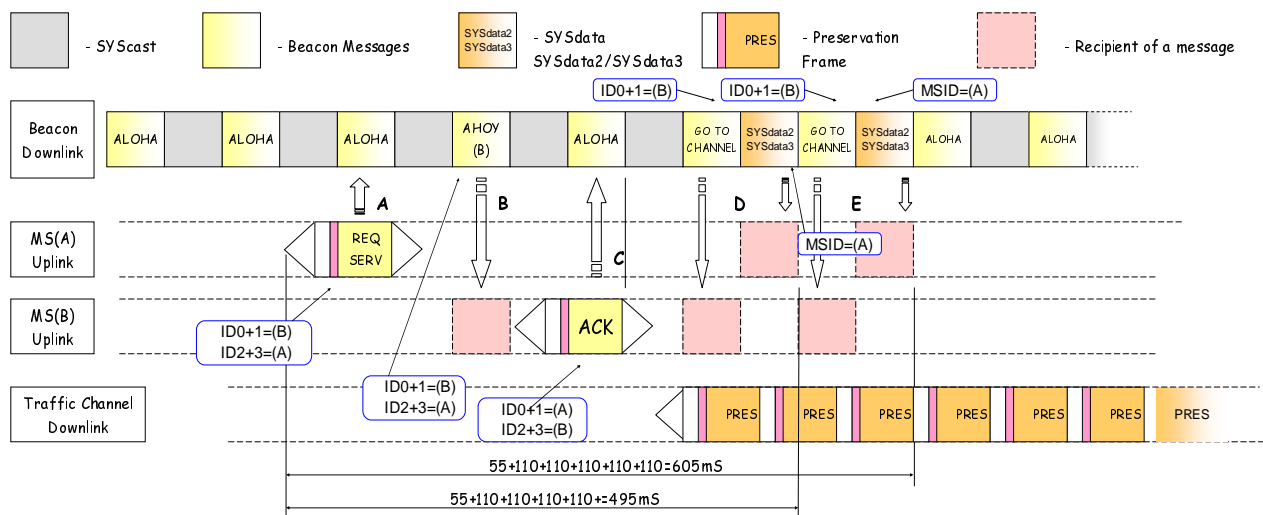 - SYScast
- Beacon Messages
SYSdata2
SYSdata3
- SYSdata
SYSdata2/SYSdata3
PRES
- Preservation
Frame
- Recipient of a message
ID0+1=(B)
ID0+1=(B)
MSID=(A)
Beacon
Downlink
ALOHA
ALOHA
ALOHA
AHOY
(B)
ALOHA
GO TO
CHANNEL
SYSdata2
SYSdata3
GO TO
CHANNEL
SYSdata2
SYSdata3
ALOHA
ALOHA
A
B
C
D
E
MS(A)
Uplink
REQ
SERV
MSID=(A)
MS(B)
Uplink
ACK
ID0+1=(B)
ID2+3=(A)
ID0+1=(B)
ID2+3=(A)
ID0+1=(A)
ID2+3=(B)
Traffic Channel
Downlink
PRES
PRES
PRES
PRES
PRES
PRES
PRES
55+110+110+110+110+110=605mS
55+110+110+110+110+=495mS